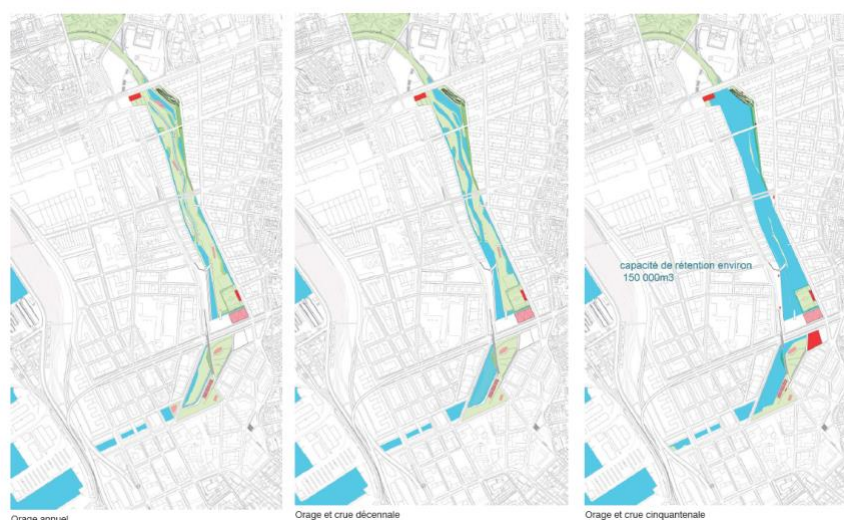 capacité de rétention environ
150 000m3
Orage annuel
Orage et crue décennale
Orage et crue cinquantenale